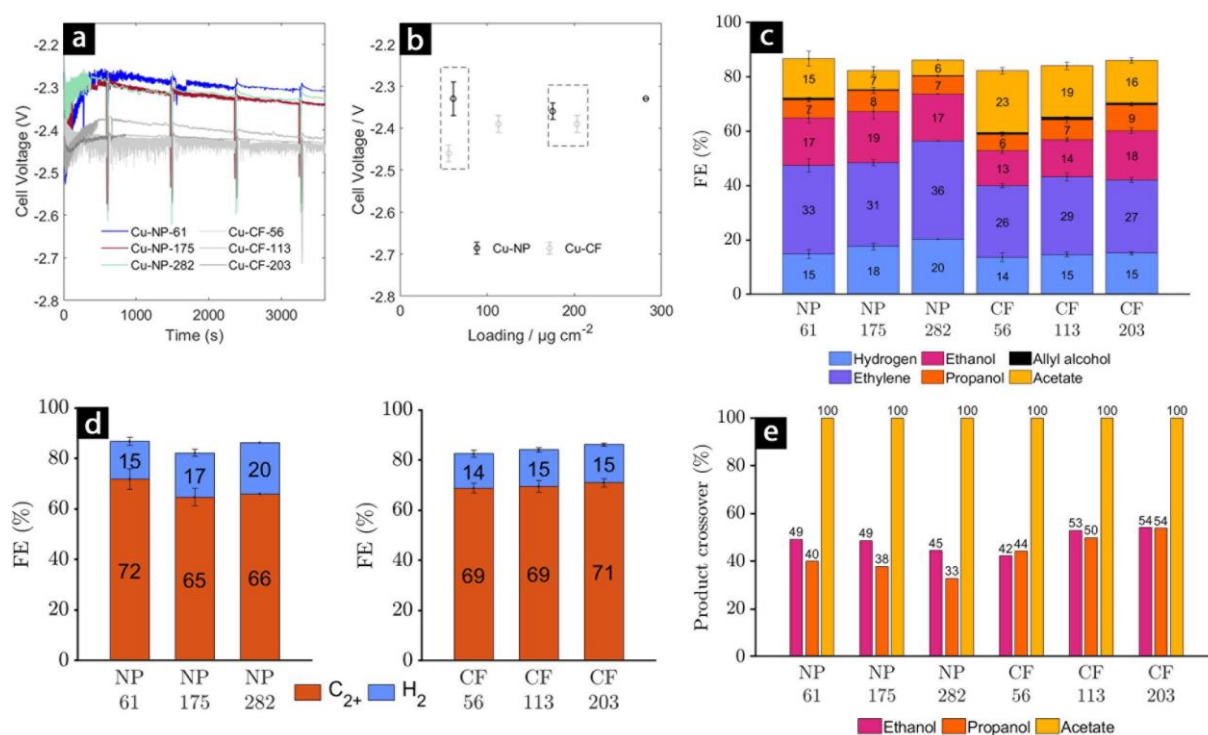 a
-2.2
-2.3
-2.4
-2.5
-2.6
-2.7
-2.8
Cell Voltage / V
Cu-NP-61
Cu-NP-175
Cu-NP-282
Cu-CF-56
Cu-CF-113
Cu-CF-203
0 1000 2000 3000
Time (s)
b
-2.2
-2.3
-2.4
-2.5
-2.6
-2.7
-2.8
Cell Voltage / V
Cu-NP Cu-CF
0 100 200 300
Loading / µg cm-2
c
100
80
60
40
20
0
FE (%)
15 7 17 33 15
7 8 19 31 18
6 7 17 36 20
23 6 13 26 14
19 7 14 29 15
16 9 18 27 15
NP NP NP CF CF CF
61 175 282 56 113 203
Hydrogen Ethanol Allyl alcohol
Ethylene Propanol Acetate
d
100
80
60
40
20
0
FE (%)
15 17 20
72 65 66
NP NP NP
61 175 282
100
80
60
40
20
0
FE (%)
14 15 15
69 69 71
CF CF CF
56 113 203
C2+ H2
e
100
80
60
40
20
0
Product crossover (%)
49 40 100
49 38 100
45 33 100
42 44 100
53 50 100
54 54 100
NP NP NP CF CF CF
61 175 282 56 113 203
Ethanol Propanol Acetate